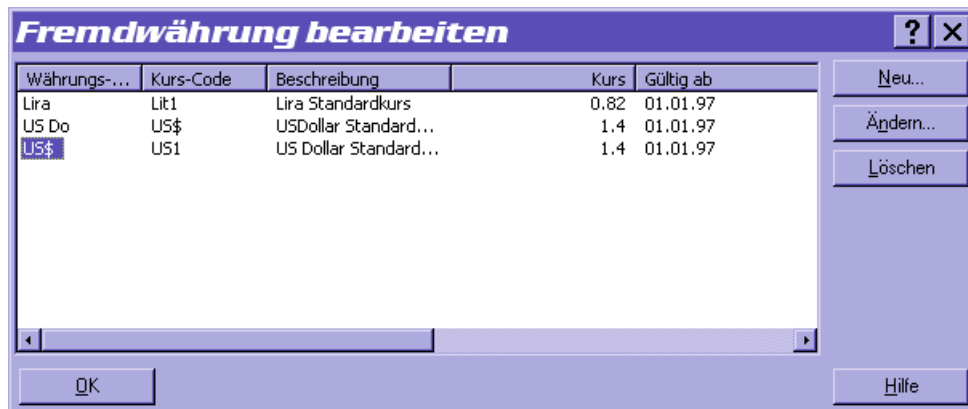 Fremdwährung bearbeiten ? ×
Währungs-... Kurs-Code Beschreibung Kurs Gültig ab
Lira Lit1 Lira Standardkurs 0.82 01.01.97
US Do US$ USDollar Standard... 1.4 01.01.97
US$ US1 US Dollar Standard... 1.4 01.01.97
Neu...
Ändern...
Löschen
OK Hilfe